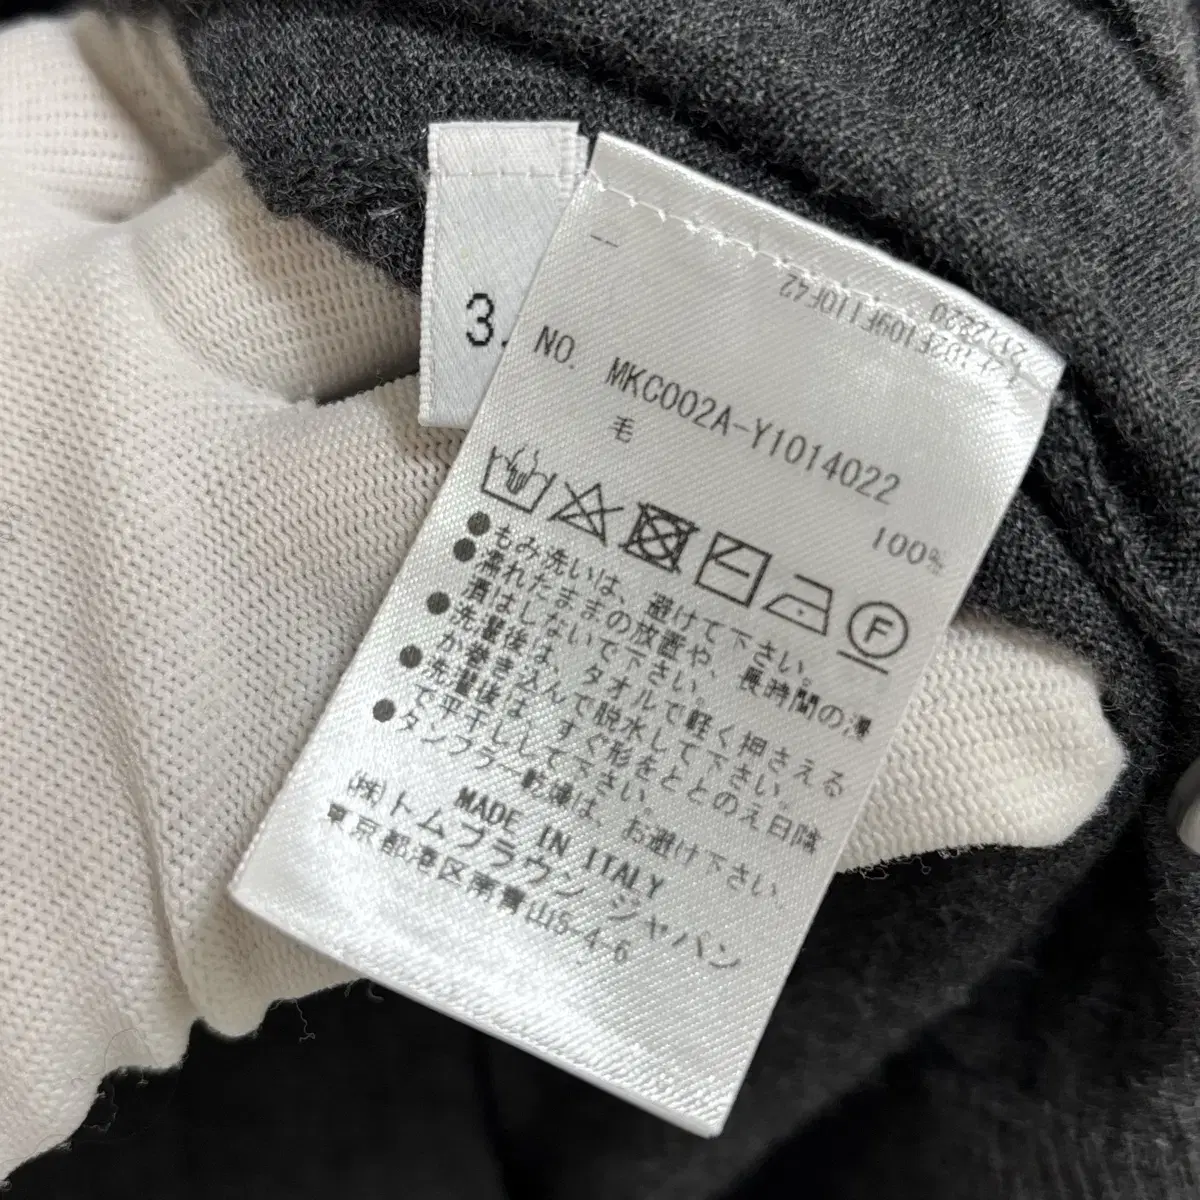 3.
--
NO. MKC002A-Y1014022
毛
100%
F
●もみ洗いは、避けて下さい。
●濡れたままの放置や、長時間の浸
漬はしないで下さい。
●洗濯後は、タオルで軽く押さえる
か巻き込んで脱水して下さい。
●洗濯後は、すぐ形をととのえ日陰
で平干しして下さい。
●タンブラー乾燥は、お避け下さい。
MADE IN ITALY
(株)トムブラウン ジャパン
東京都港区南青山5-4-6